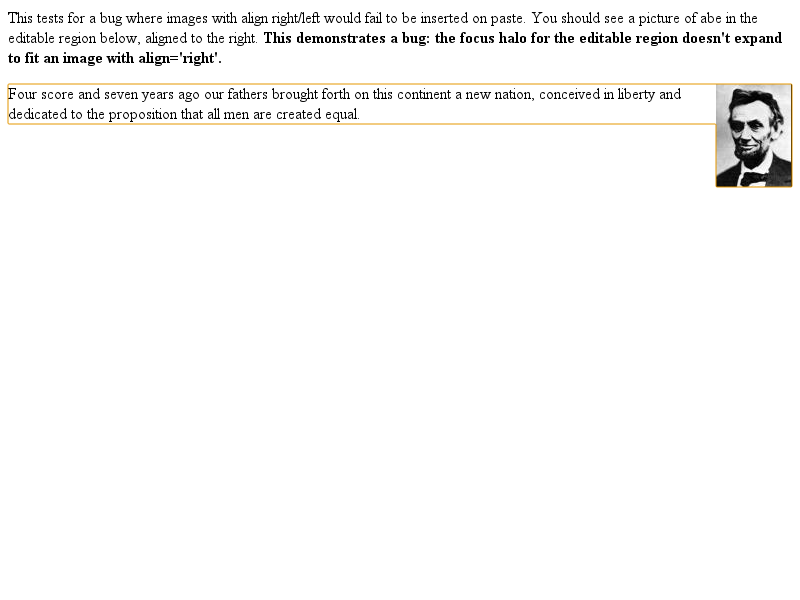 This tests for a bug where images with align right/left would fail to be inserted on paste. You should see a picture of abe in the
editable region below, aligned to the right. This demonstrates a bug: the focus halo for the editable region doesn't expand
to fit an image with align='right'.
Four score and seven years ago our fathers brought forth on this continent a new nation, conceived in liberty and
dedicated to the proposition that all men are created equal.